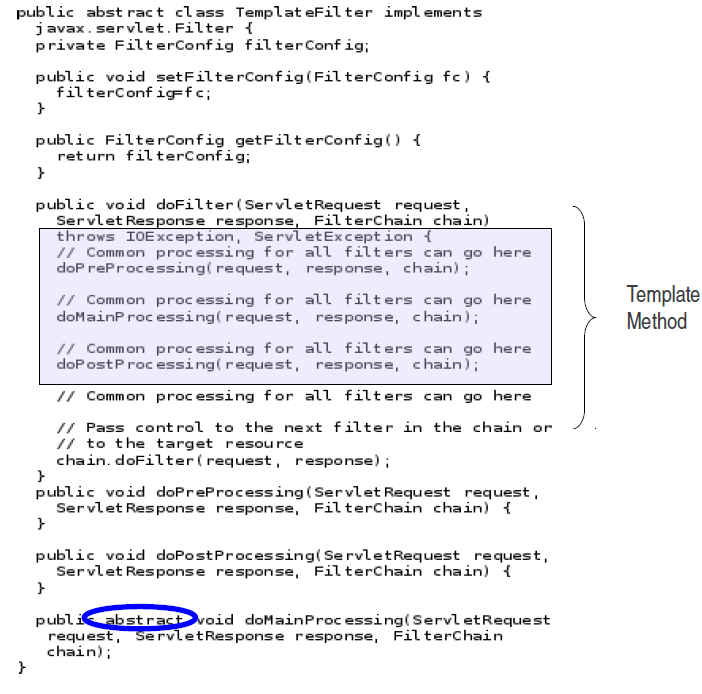 public abstract class TemplateFilter implements
javax.servlet.Filter {
private FilterConfig filterConfig;
public void setFilterConfig(FilterConfig fc) {
filterConfig=fc;
}
public FilterConfig getFilterConfig() {
return filterConfig;
}
public void doFilter(ServletRequest request,
ServletResponse response, FilterChain chain)
throws IOException, ServletException {
// Common processing for all filters can go here
doPreProcessing(request, response, chain);
// Common processing for all filters can go here
doMainProcessing(request, response, chain);
// Common processing for all filters can go here
doPostProcessing(request, response, chain);
// Common processing for all filters can go here
// Pass control to the next filter in the chain or
// to the target resource
chain.doFilter(request, response);
}
public void doPreProcessing(ServletRequest request,
ServletResponse response, FilterChain chain) {
}
public void doPostProcessing(ServletRequest request,
ServletResponse response, FilterChain chain) {
}
public abstract void doMainProcessing(ServletRequest
request, ServletResponse response, FilterChain
chain);
}
Template
Method